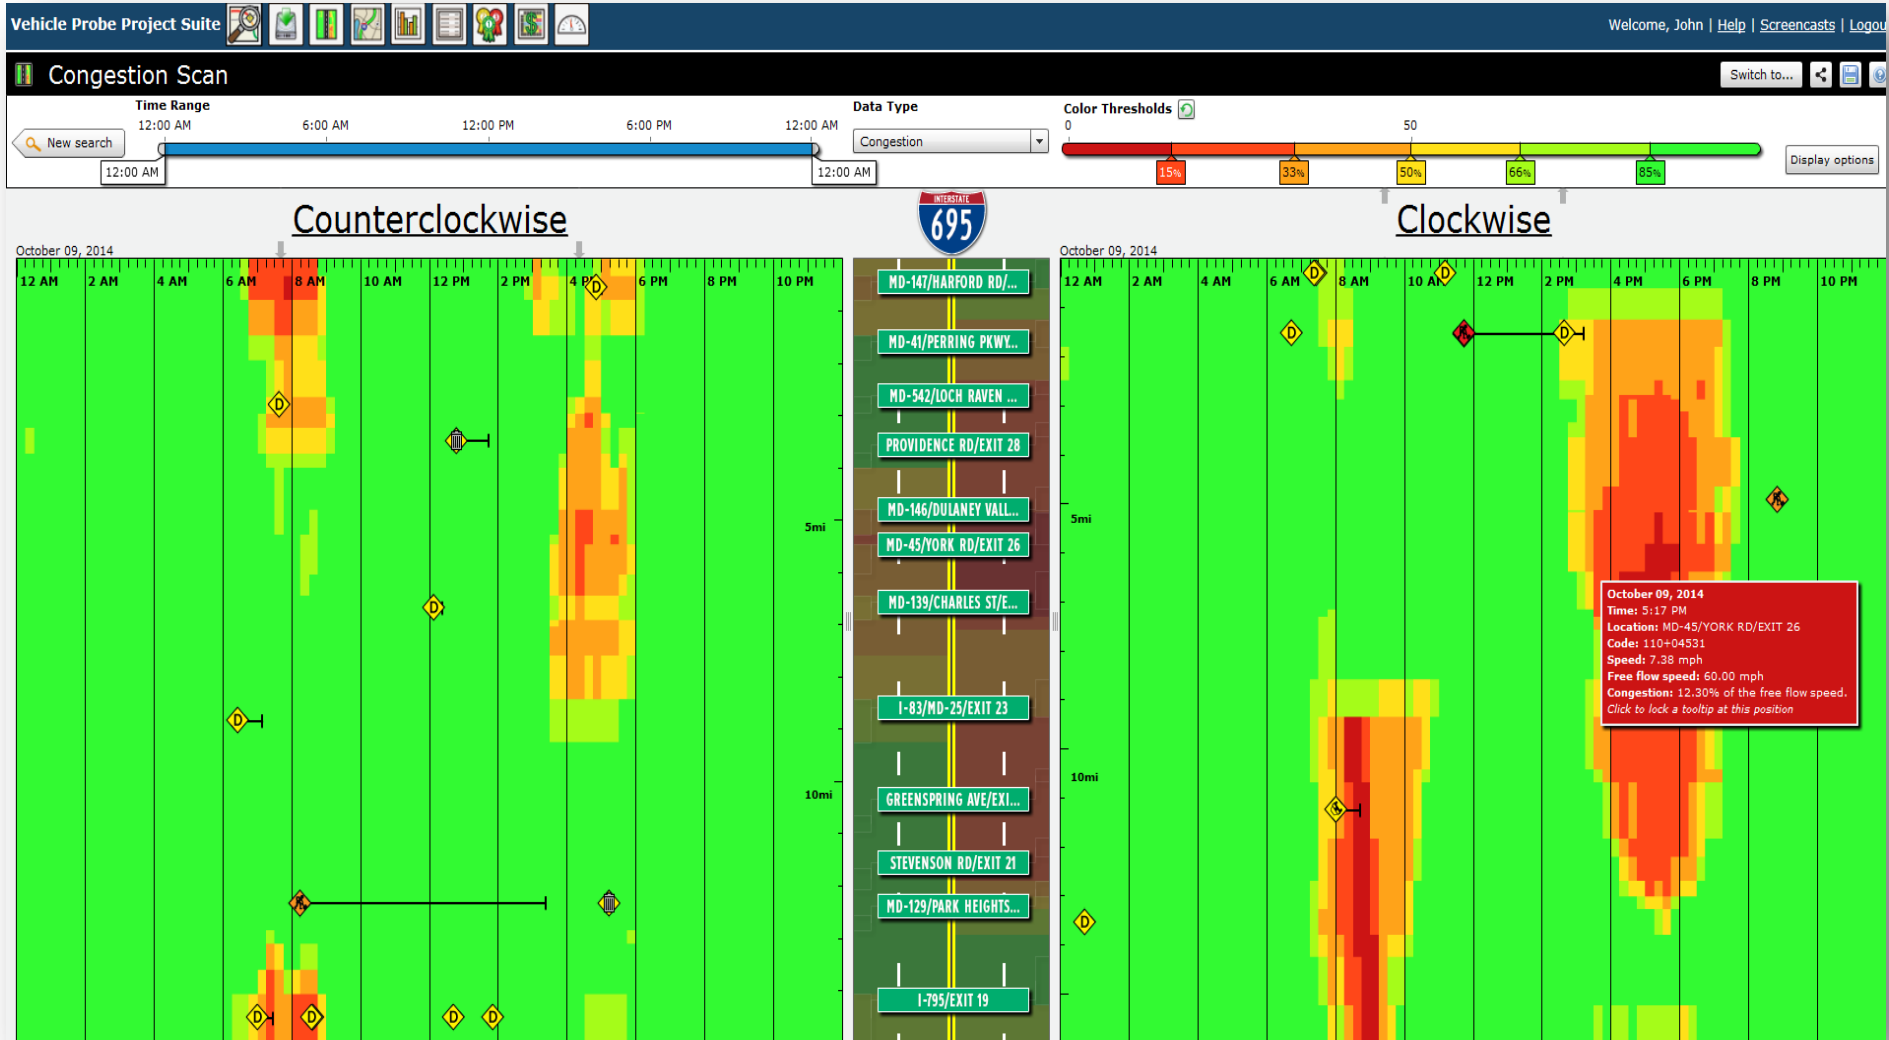 Vehicle Probe Project Suite
Welcome, John | Help | Screencasts | Logou
Congestion Scan
Switch to...
Time Range
Data Type
Color Thresholds
12:00 AM 6:00 AM 12:00 PM 6:00 PM 12:00 AM
0 50
New search
Congestion
12:00 AM 12:00 AM
15% 33% 50% 66% 85%
Display options
Counterclockwise
INTERSTATE
695
Clockwise
October 09, 2014
12 AM 2 AM 4 AM 6 AM 8 AM 10 AM 12 PM 2 PM 4 P 6 PM 8 PM 10 PM
D
D
D
D
5mi
10mi
D
D
D
D
MD-147/HARFORD RD/...
MD-41/PERRING PKWY...
MD-542/LOCH RAVEN ...
PROVIDENCE RD/EXIT 28
MD-146/DULANEY VALL...
MD-45/YORK RD/EXIT 26
MD-139/CHARLES ST/E...
I-83/MD-25/EXIT 23
GREENSPRING AVE/EXI...
STEVENSON RD/EXIT 21
MD-129/PARK HEIGHTS...
I-795/EXIT 19
October 09, 2014
D D
12 AM 2 AM 4 AM 6 AM 8 AM 10 AM 12 PM 2 PM 4 PM 6 PM 8 PM 10 PM
D D
5mi
October 09, 2014
Time: 5:17 PM
Location: MD-45/YORK RD/EXIT 26
Code: 110+04531
Speed: 7.38 mph
Free flow speed: 60.00 mph
Congestion: 12.30% of the free flow speed.
Click to lock a tooltip at this position
10mi
D